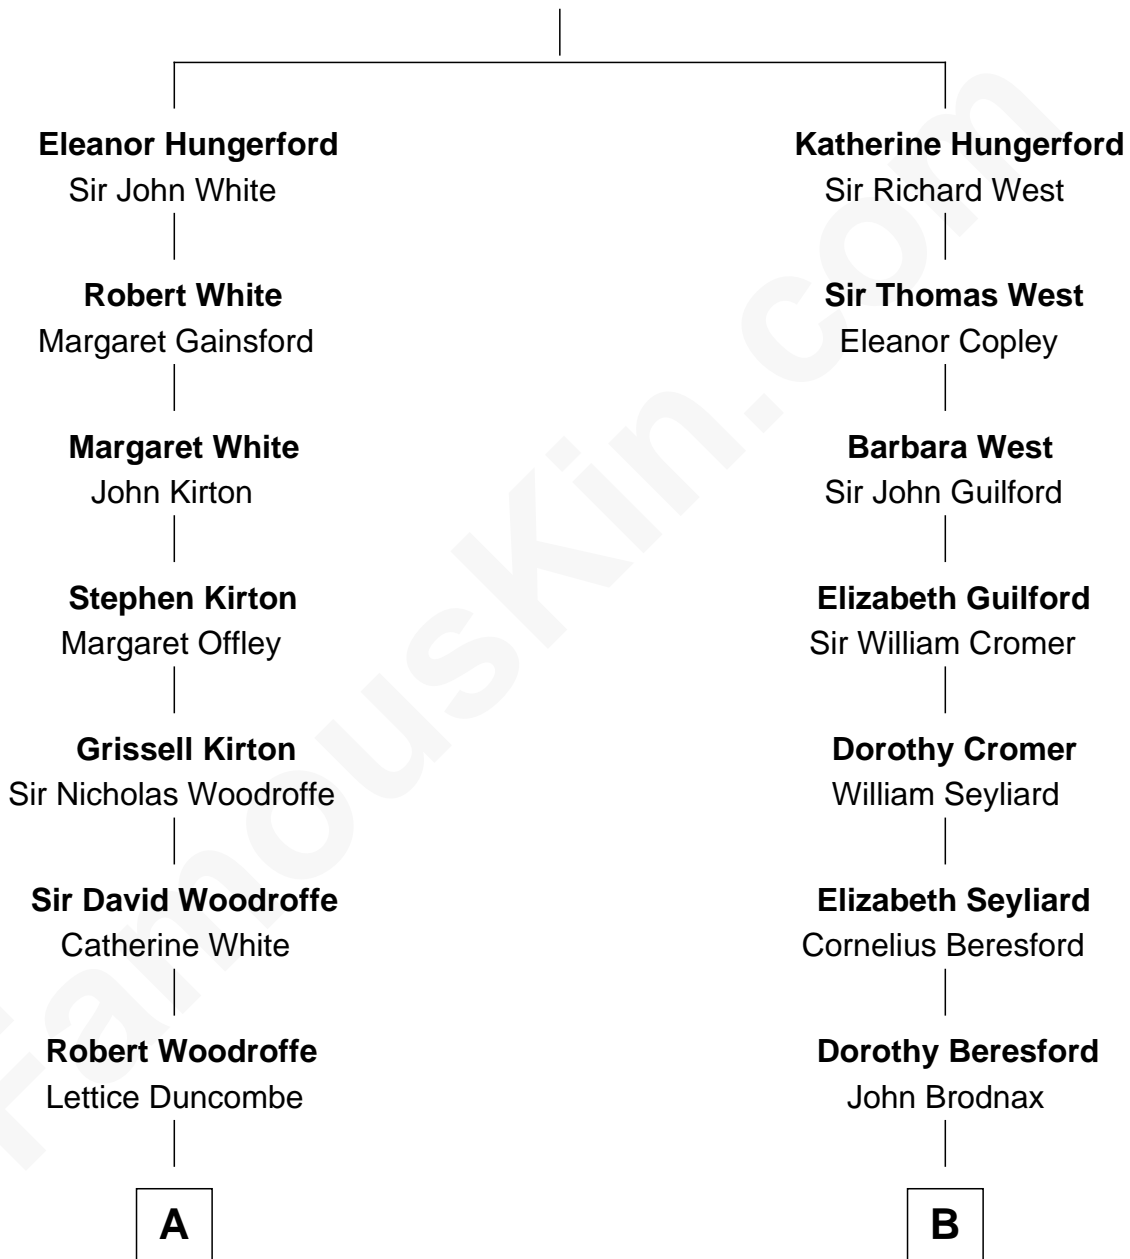 Eleanor Hungerford
Sir John White
Robert White
Margaret Gainsford
Margaret White
John Kirton
Stephen Kirton
Margaret Offley
Grissell Kirton
Sir Nicholas Woodroffe
Sir David Woodroffe
Catherine White
Robert Woodroffe
Lettice Duncombe
A
Katherine Hungerford
Sir Richard West
Sir Thomas West
Eleanor Copley
Barbara West
Sir John Guilford
Elizabeth Guilford
Sir William Cromer
Dorothy Cromer
William Seyliard
Elizabeth Seyliard
Cornelius Beresford
Dorothy Beresford
John Brodnax
B
FamousKin.com